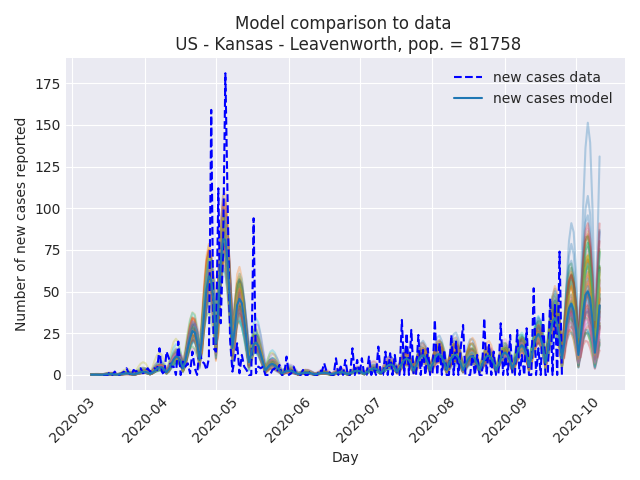 Model comparison to data
US - Kansas - Leavenworth, pop. = 81758
new cases data
new cases model
Number of new cases reported
175
150
125
100
75
50
25
0
2020-03
2020-04
2020-05
2020-06
2020-07
2020-08
2020-09
2020-10
Day